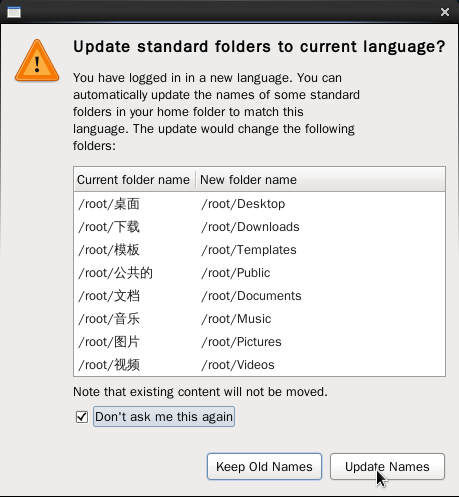 Update standard folders to current language?
You have logged in in a new language. You can
automatically update the names of some standard
folders in your home folder to match this
language. The update would change the following
folders:
Current folder name New folder name
/root/桌面 /root/Desktop
/root/下载 /root/Downloads
/root/模板 /root/Templates
/root/公共的 /root/Public
/root/文档 /root/Documents
/root/音乐 /root/Music
/root/图片 /root/Pictures
/root/视频 /root/Videos
Note that existing content will not be moved.
Don't ask me this again
Keep Old Names Update Names